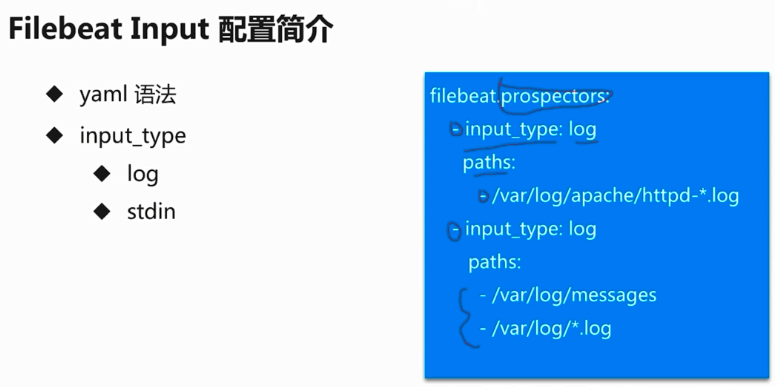 Filebeat Input 配置简介
◆ yaml 语法
◆ input_type
◆ log
◆ stdin
filebeat.prospectors:
- input_type: log
paths:
- /var/log/apache/httpd-*.log
- input_type: log
paths:
- /var/log/messages
- /var/log/*.log